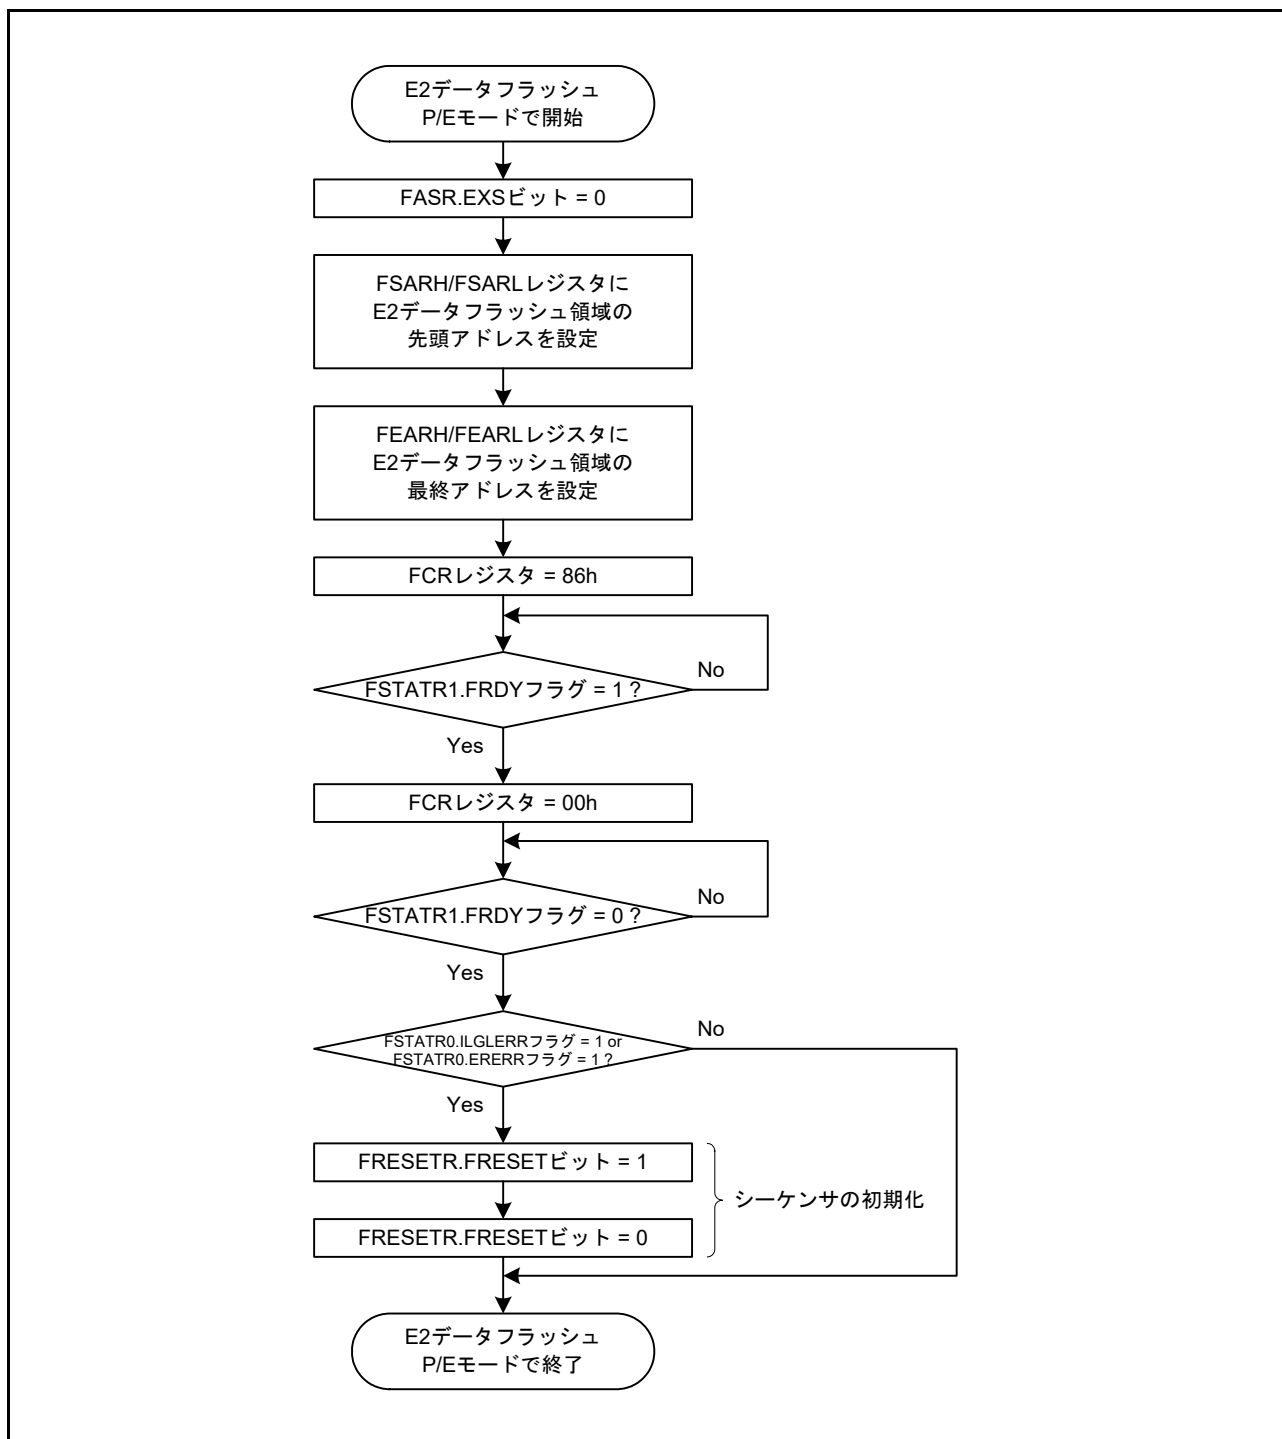 E2データフラッシュ
P/Eモードで開始
FASR.EXSビット = 0
FSARH/FSARLレジスタに
E2データフラッシュ領域の
先頭アドレスを設定
FEARH/FEARLレジスタに
E2データフラッシュ領域の
最終アドレスを設定
FCRレジスタ = 86h
FSTATR1.FRDYフラグ = 1 ?
No
Yes
FCRレジスタ = 00h
FSTATR1.FRDYフラグ = 0 ?
No
Yes
FSTATR0.ILGLERRフラグ = 1 or
FSTATR0.ERERRフラグ = 1 ?
No
Yes
FRESETR.FRESETビット = 1
シーケンサの初期化
FRESETR.FRESETビット = 0
E2データフラッシュ
P/Eモードで終了